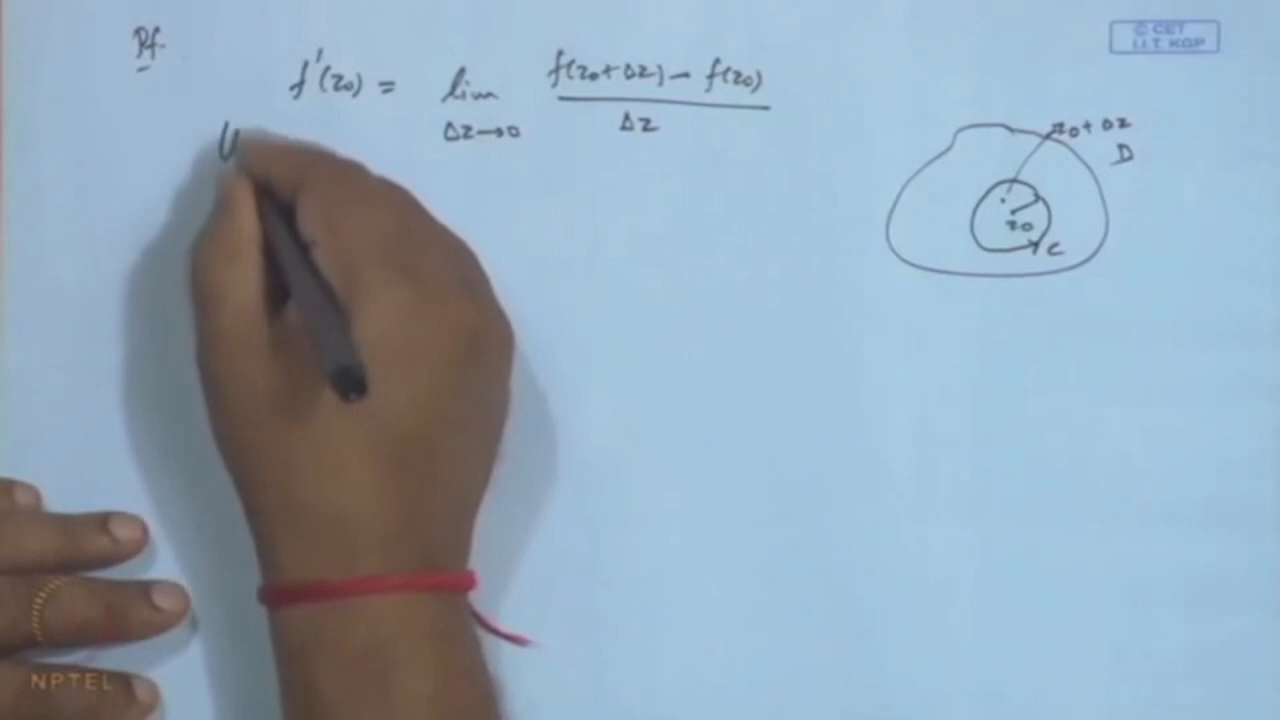 Pf.
© CET
I.I.T. KGP
f'(z0) = lim Δz→0 f(z0+Δz) - f(z0) / Δz
z0+Δz
D
z0
C
U
NPTEL